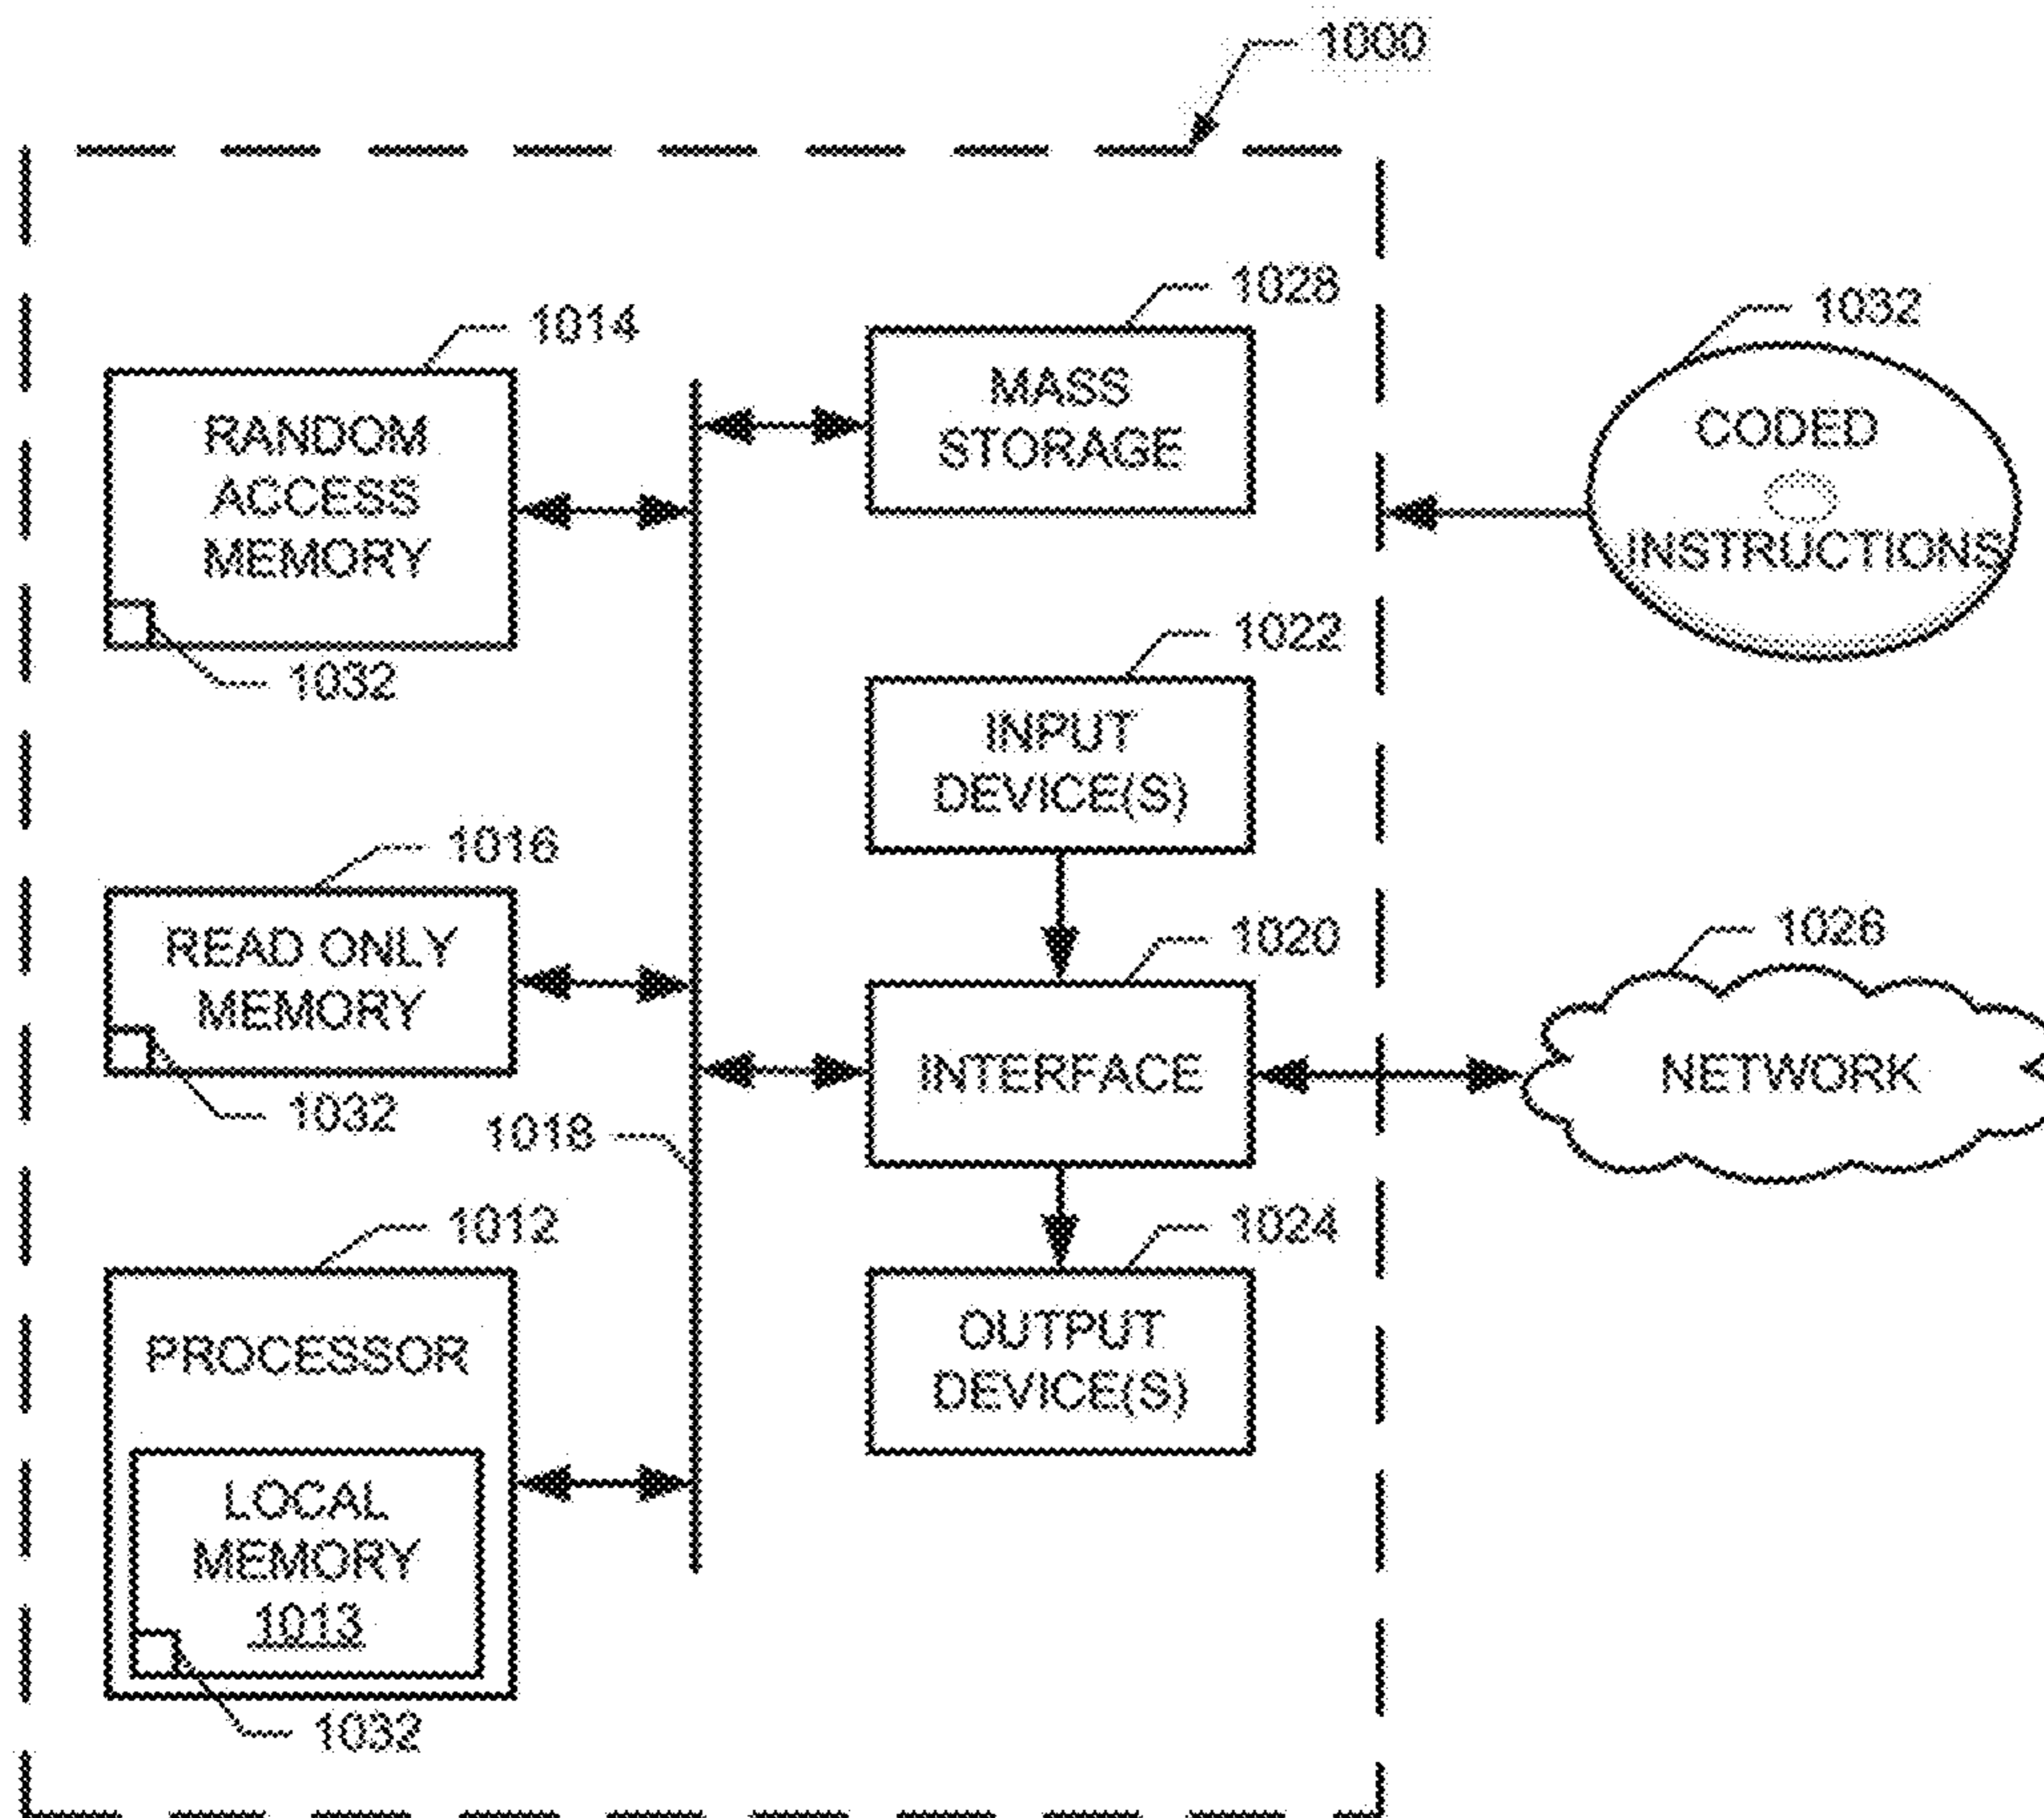 1000
1028
1014
1032
MASS
STORAGE
RANDOM
ACCESS
MEMORY
CODED
INSTRUCTIONS
1032
1022
INPUT
DEVICE(S)
1016
READ ONLY
MEMORY
1020
1026
INTERFACE
NETWORK
1032
1018
1012
1024
PROCESSOR
OUTPUT
DEVICE(S)
LOCAL
MEMORY
1013
1032